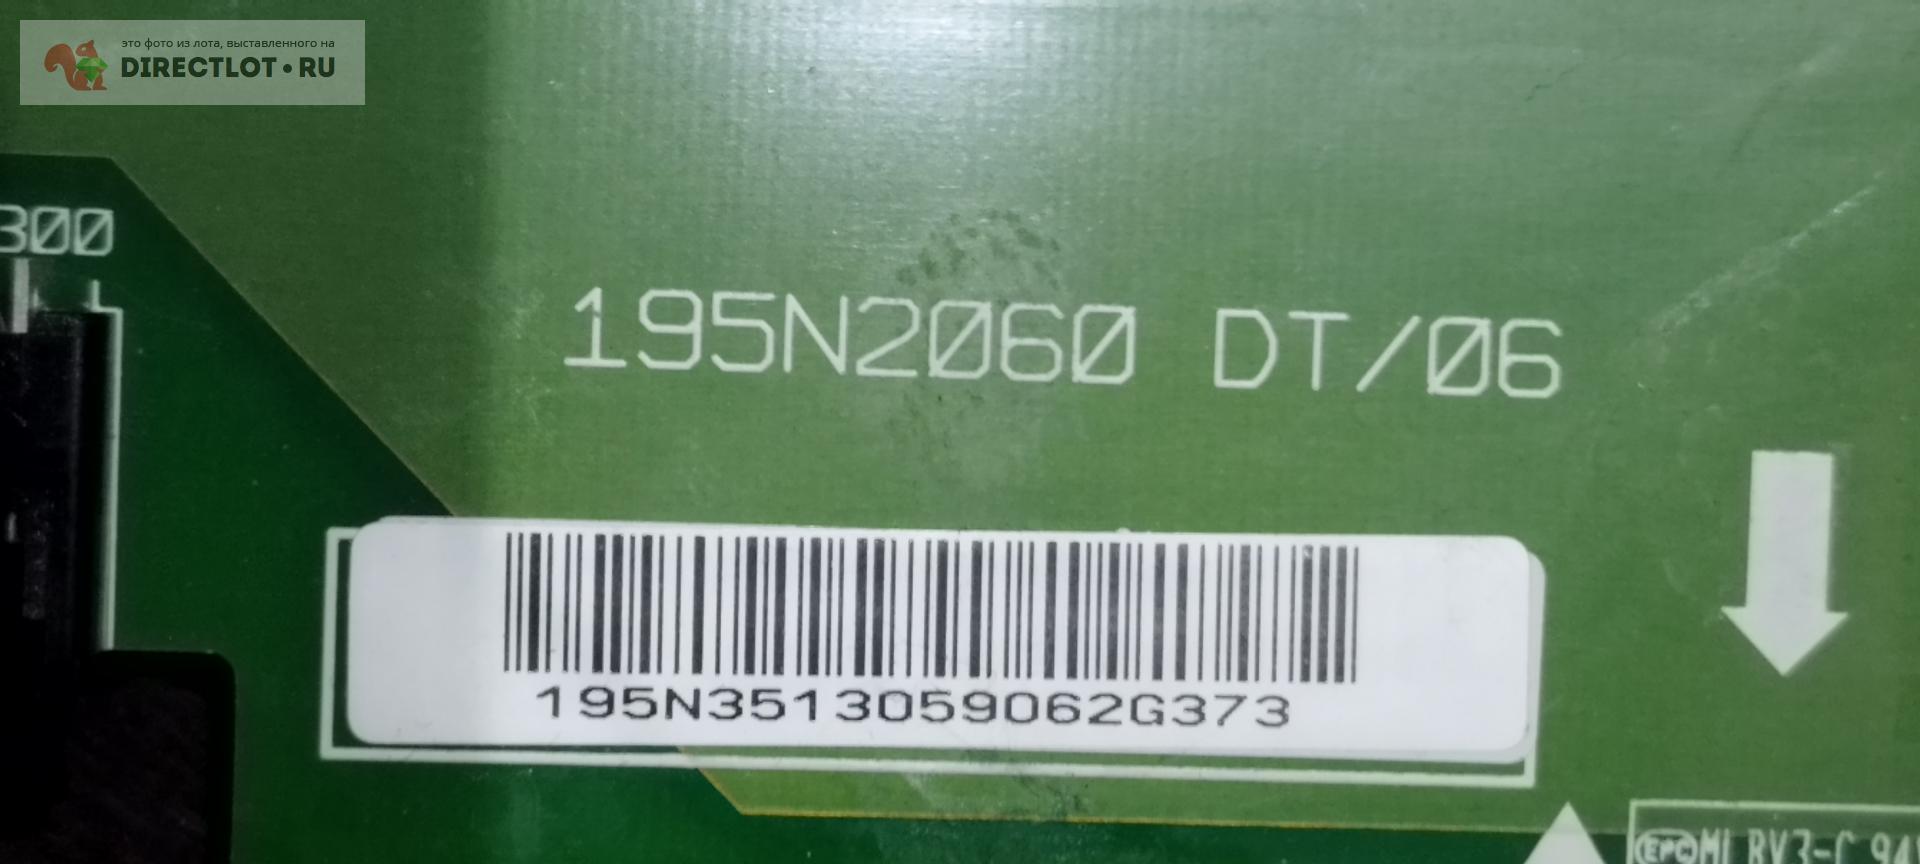 это фото из лота, выставленного на
DIRECTLOT•RU
300
195N2060 DT/06
195N3513059062G373